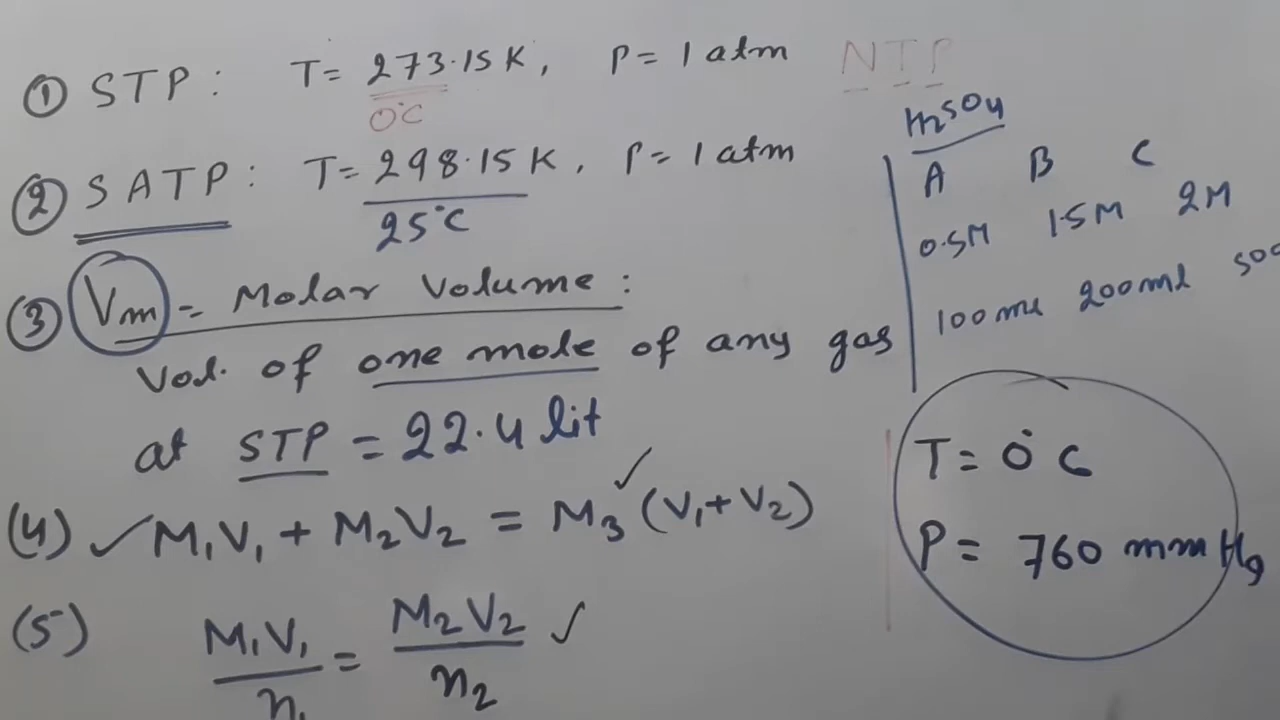 ① STP : T= 273.15K, P= 1 atm NTP
0°C
② SATP : T= 298.15K, P= 1 atm
25°C
③ Vm = Molar Volume :
Vol. of one mole of any gas
at STP = 22.4 lit
(4) ✓M₁V₁ + M₂V₂ = M₃ (V₁+V₂)
✓
(5) M₁V₁/n₁ = M₂V₂/n₂ ✓
H₂SO₄
A B C
0.5M 1.5M 2M
100ml 200ml
T= 0°C
P= 760 mmHg